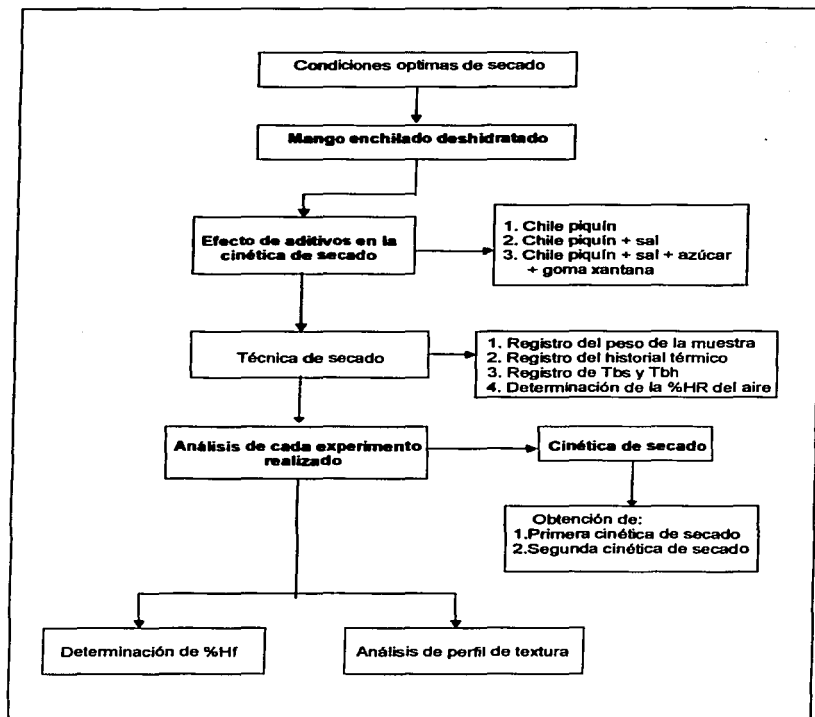 Condiciones optimas de secado
Mango enchilado deshidratado
Efecto de aditivos en la
cinética de secado
1. Chile piquín
2. Chile piquín + sal
3. Chile piquín + sal + azúcar
+ goma xantana
Técnica de secado
1. Registro del peso de la muestra
2. Registro del historial térmico
3. Registro de Tbs y Tbh
4. Determinación de la %HR del aire
Análisis de cada experimento
realizado
Cinética de secado
Obtención de:
1.Primera cinética de secado
2.Segunda cinética de secado
Determinación de %Hf
Análisis de perfil de textura